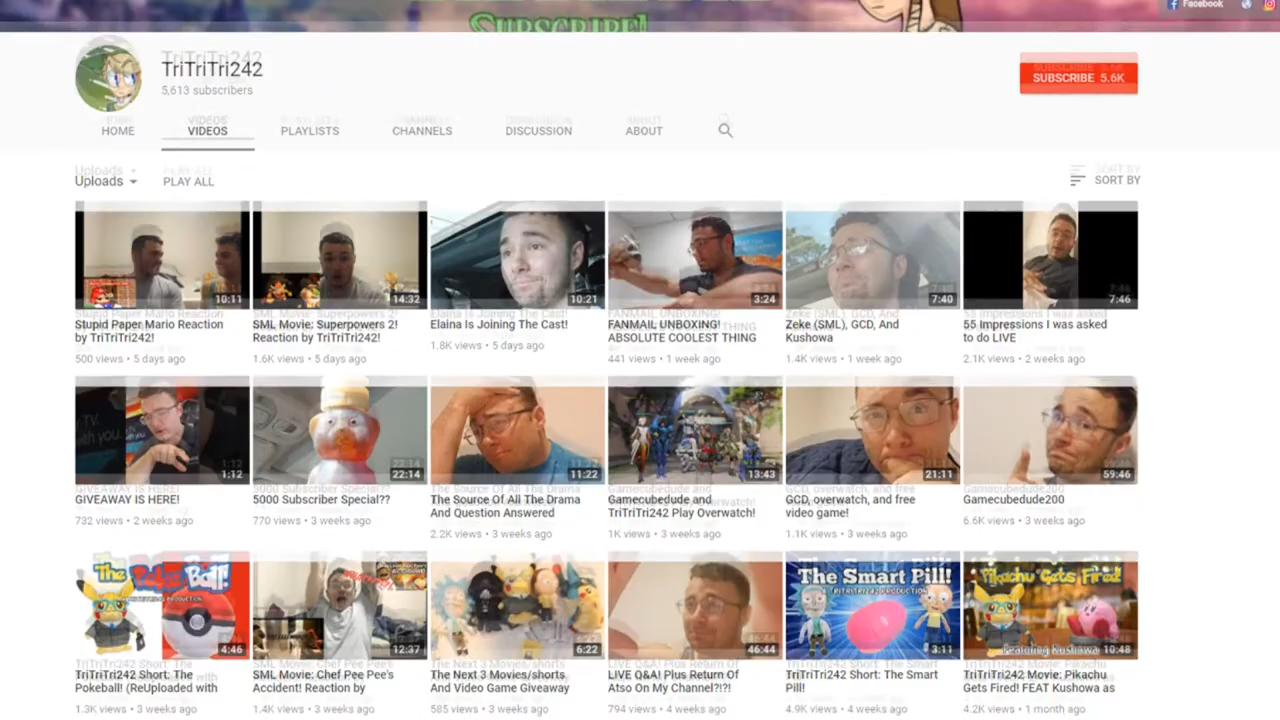 SUBSCRIBE!
Facebook
TriTriTri242
5,613 subscribers
SUBSCRIBE 5.6K
HOME
VIDEOS
PLAYLISTS
CHANNELS
DISCUSSION
ABOUT
Uploads
PLAY ALL
SORT BY
10:11
14:32
10:21
3:24
7:40
7:46
Stupid Paper Mario Reaction
by TriTriTri242!
500 views • 5 days ago
SML Movie: Superpowers 2!
Reaction by TriTriTri242!
1.6K views • 5 days ago
Elaina Is Joining The Cast!
1.8K views • 5 days ago
FANMAIL UNBOXING!
ABSOLUTE COOLEST THING
441 views • 1 week ago
Zeke (SML), GCD, And
Kushowa
1.4K views • 1 week ago
55 Impressions I was asked
to do LIVE
2.1K views • 2 weeks ago
1:12
22:14
11:22
13:43
21:11
59:46
GIVEAWAY IS HERE!
732 views • 2 weeks ago
5000 Subscriber Special??
770 views • 3 weeks ago
The Source Of All The Drama
And Question Answered
2.2K views • 3 weeks ago
Gamecubedude and
TriTriTri242 Play Overwatch!
1K views • 3 weeks ago
GCD, overwatch, and free
video game!
1.1K views • 3 weeks ago
Gamecubedude200
6.6K views • 3 weeks ago
The Poke Ball!
4:46
12:37
6:22
46:44
The Smart Pill!
TRITRITRI242 PRODUCTION
3:11
Pikachu Gets Fired!
Featuring Kushowa
10:48
TriTriTri242 Short: The
Pokeball! (ReUploaded with
1.3K views • 3 weeks ago
SML Movie: Chef Pee Pee's
Accident! Reaction by
1.4K views • 3 weeks ago
The Next 3 Movies/shorts
And Video Game Giveaway
585 views • 3 weeks ago
LIVE Q&A! Plus Return Of
Atso On My Channel?!?!
794 views • 4 weeks ago
TriTriTri242 Short: The Smart
Pill!
4.9K views • 4 weeks ago
TriTriTri242 Movie: Pikachu
Gets Fired! FEAT Kushowa as
4.2K views • 1 month ago